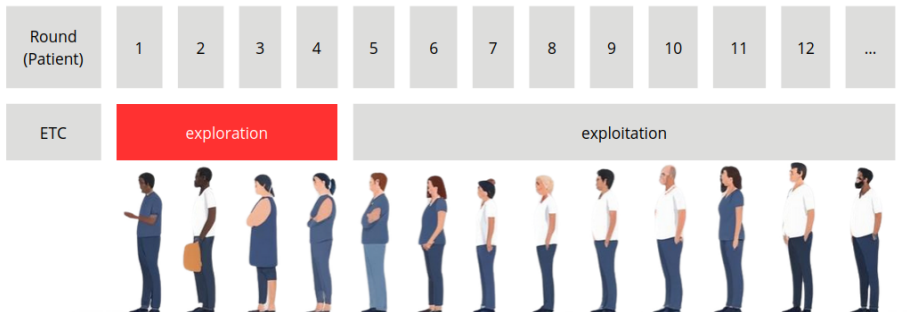 Round
(Patient)
1
2
3
4
5
6
7
8
9
10
11
12
...
ETC
exploration
exploitation